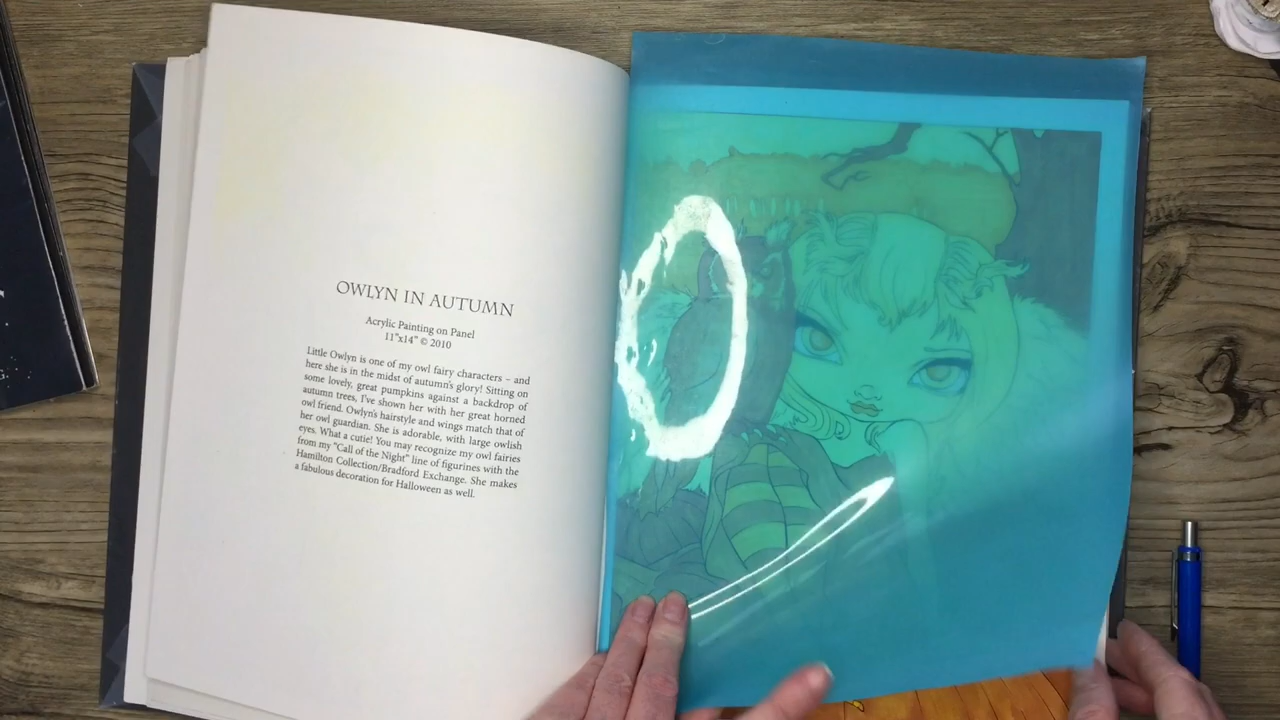 OWLYN IN AUTUMN
Acrylic Painting on Panel
11"x14" © 2010
Little Owlyn is one of my owl fairy characters – and
here she is in the midst of autumn's glory! Sitting on
some lovely, great pumpkins against a backdrop of
autumn trees, I've shown her with her great horned
owl friend. Owlyn's hairstyle and wings match that of
her owl guardian. She is adorable, with large owlish
eyes. What a cutie! You may recognize my owl fairies
from my "Call of the Night" line of figurines with the
Hamilton Collection/Bradford Exchange. She makes
a fabulous decoration for Halloween as well.